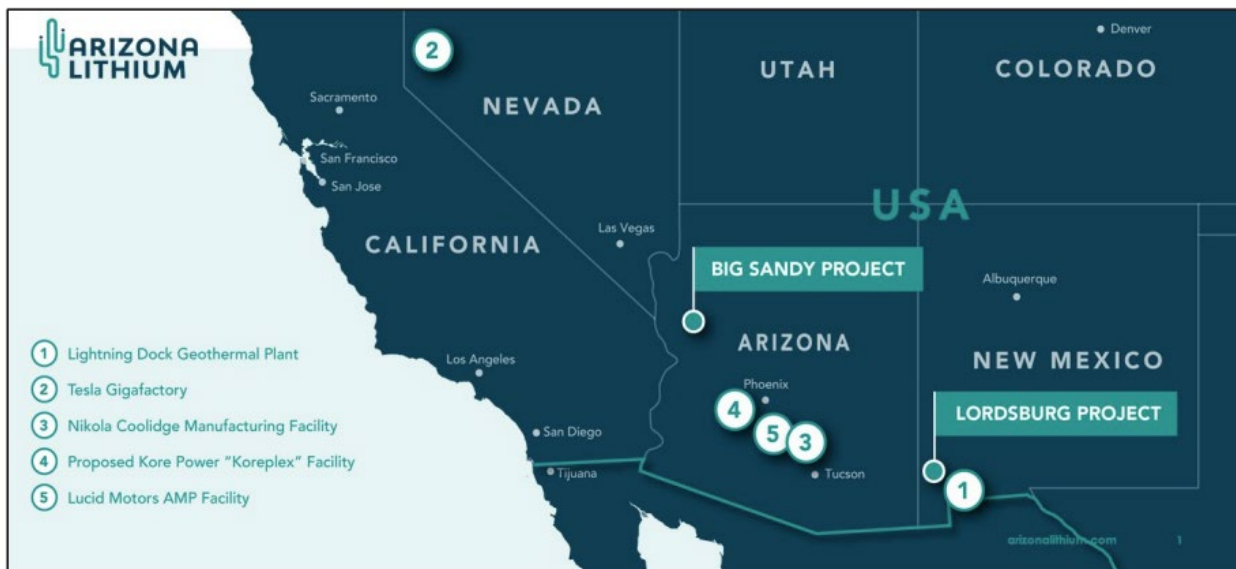 ARIZONA
LITHIUM
2
Denver
UTAH
COLORADO
NEVADA
Sacramento
San Francisco
San Jose
USA
Las Vegas
CALIFORNIA
BIG SANDY PROJECT
Albuquerque
ARIZONA
NEW MEXICO
Los Angeles
Phoenix
4
5
3
LORDSBURG PROJECT
San Diego
Tijuana
Tucson
1
1 Lightning Dock Geothermal Plant
2 Tesla Gigafactory
3 Nikola Coolidge Manufacturing Facility
4 Proposed Kore Power "Koreplex" Facility
5 Lucid Motors AMP Facility
arizonalithium.com 1